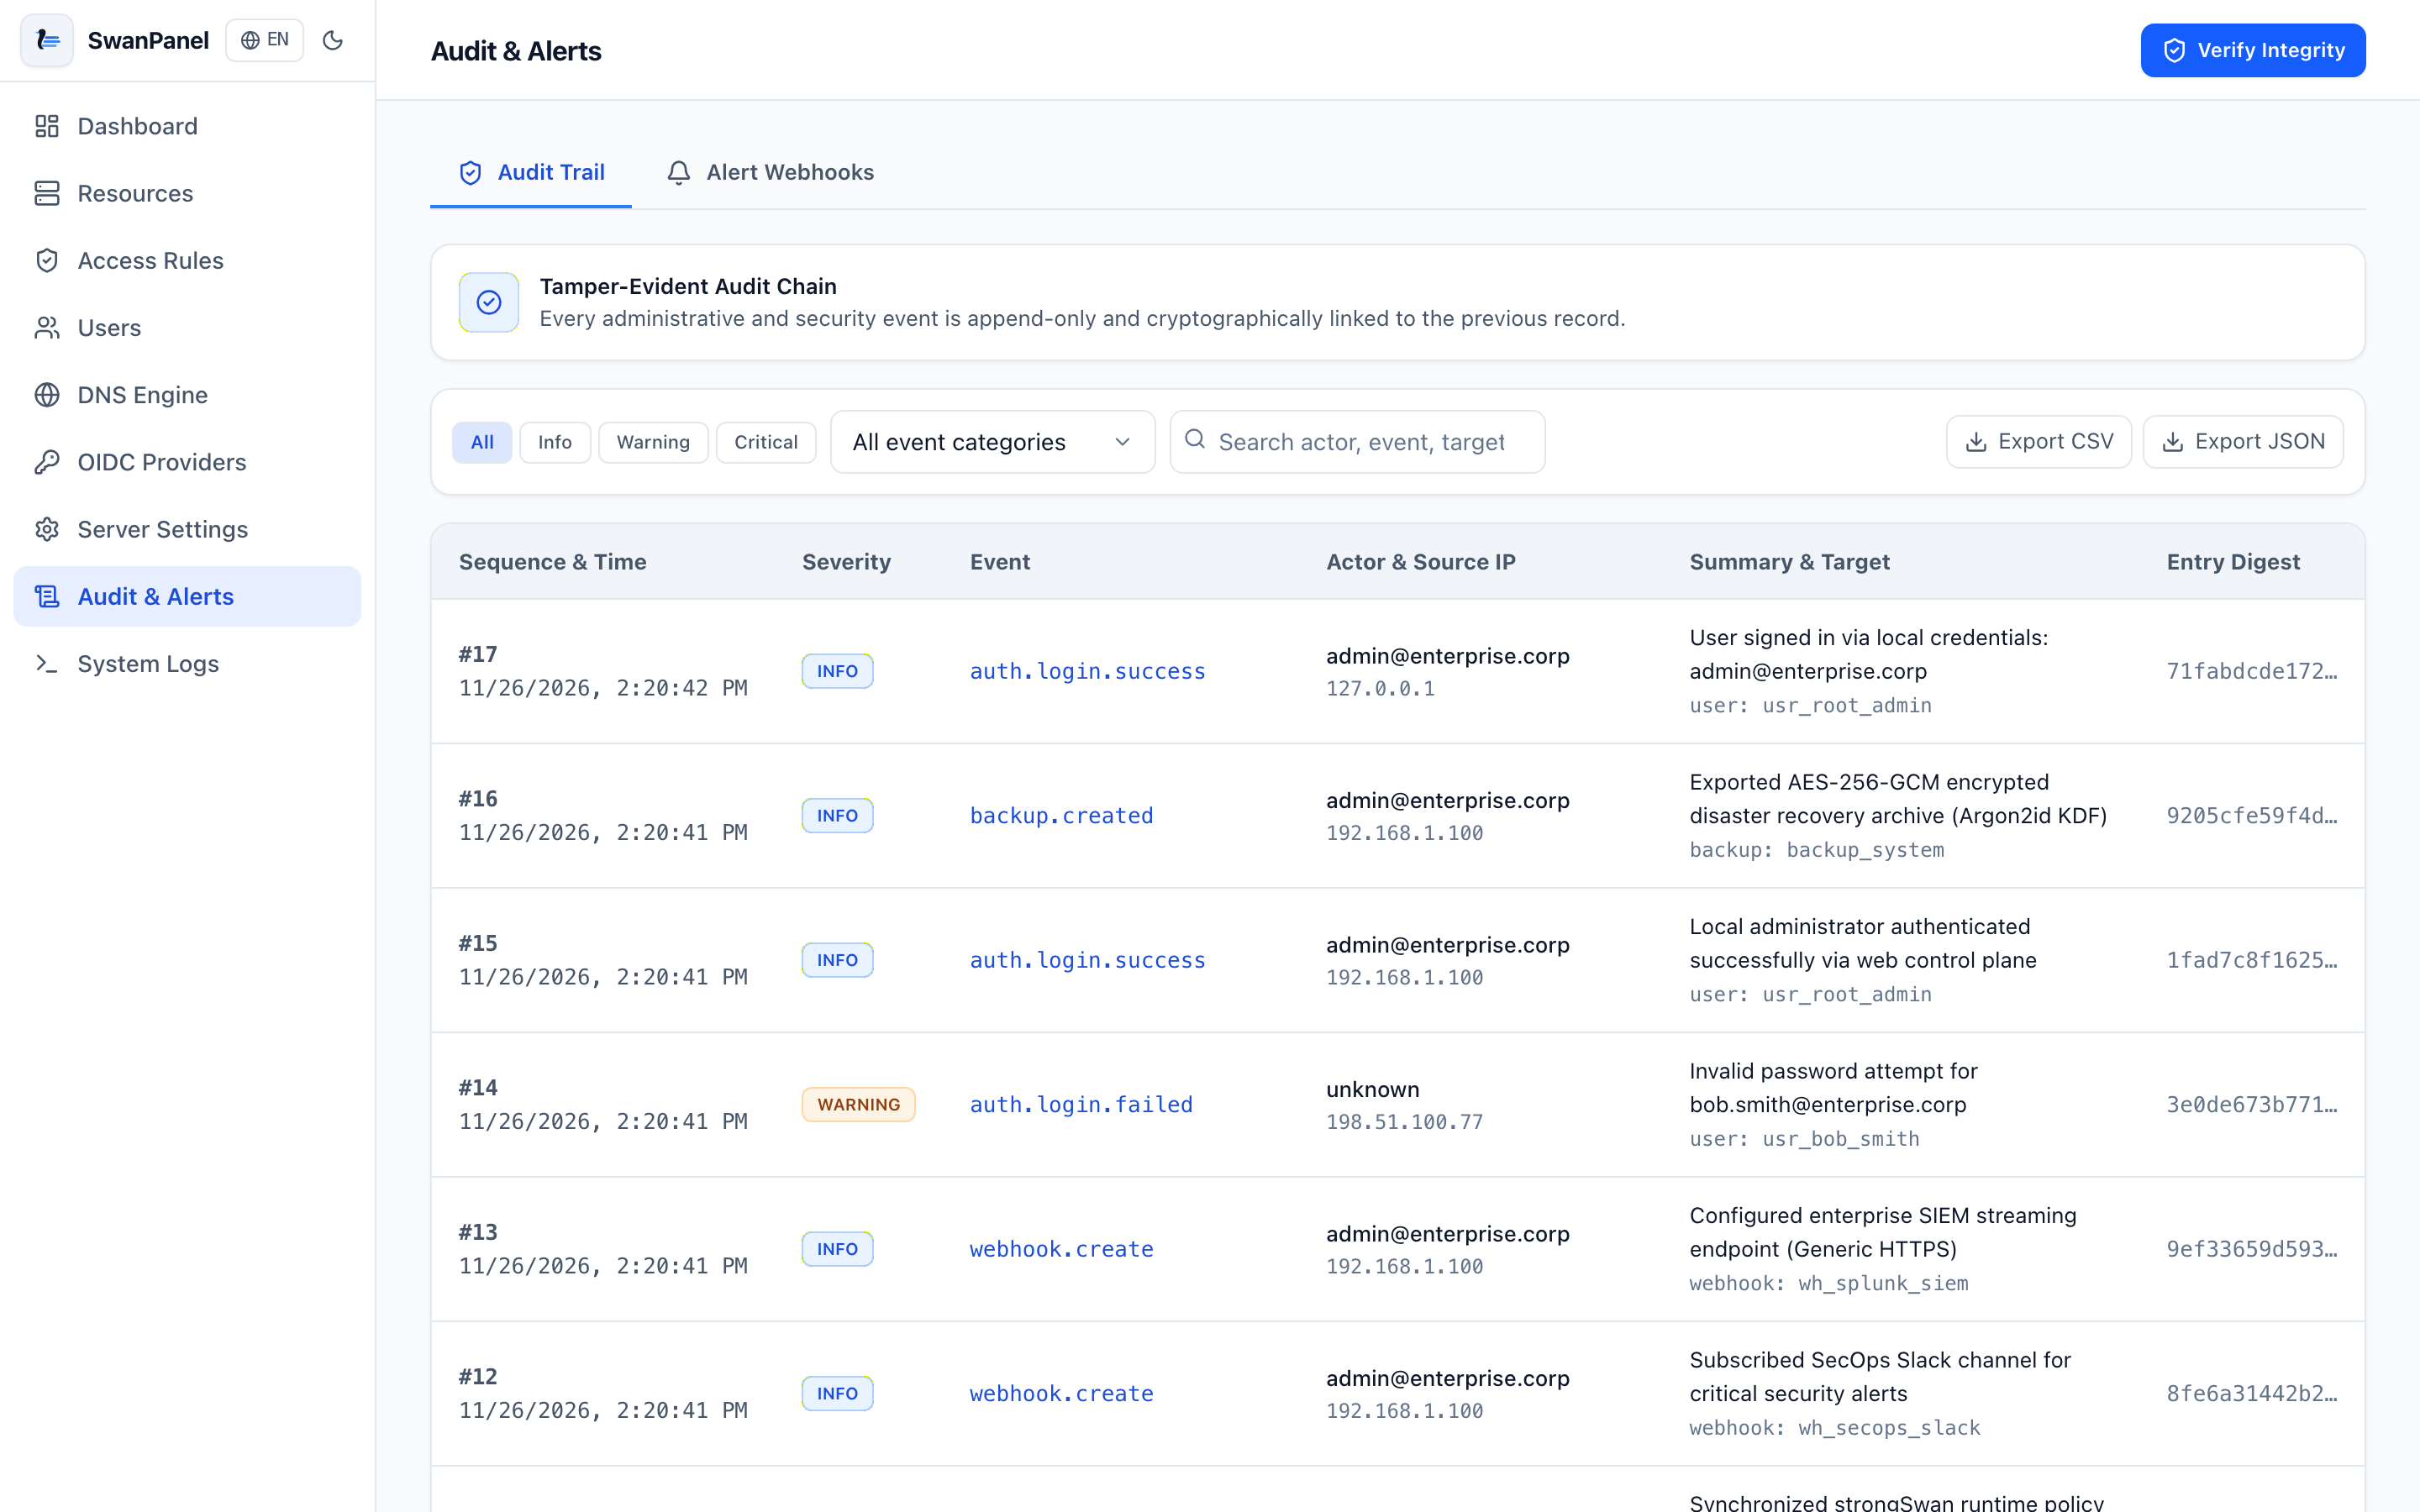 SwanPanel
EN
Dashboard
Resources
Access Rules
Users
DNS Engine
OIDC Providers
Server Settings
Audit & Alerts
System Logs
Audit & Alerts
Verify Integrity
Audit Trail
Alert Webhooks
Tamper-Evident Audit Chain
Every administrative and security event is append-only and cryptographically linked to the previous record.
All
Info
Warning
Critical
All event categories
Search actor, event, target
Export CSV
Export JSON
Sequence & Time
Severity
Event
Actor & Source IP
Summary & Target
Entry Digest
#17
11/26/2026, 2:20:42 PM
INFO
auth.login.success
admin@enterprise.corp
127.0.0.1
User signed in via local credentials:
admin@enterprise.corp
user: usr_root_admin
71fabdcde172…
#16
11/26/2026, 2:20:41 PM
INFO
backup.created
admin@enterprise.corp
192.168.1.100
Exported AES-256-GCM encrypted
disaster recovery archive (Argon2id KDF)
backup: backup_system
9205cfe59f4d…
#15
11/26/2026, 2:20:41 PM
INFO
auth.login.success
admin@enterprise.corp
192.168.1.100
Local administrator authenticated
successfully via web control plane
user: usr_root_admin
1fad7c8f1625…
#14
11/26/2026, 2:20:41 PM
WARNING
auth.login.failed
unknown
198.51.100.77
Invalid password attempt for
bob.smith@enterprise.corp
user: usr_bob_smith
3e0de673b771…
#13
11/26/2026, 2:20:41 PM
INFO
webhook.create
admin@enterprise.corp
192.168.1.100
Configured enterprise SIEM streaming
endpoint (Generic HTTPS)
webhook: wh_splunk_siem
9ef33659d593…
#12
11/26/2026, 2:20:41 PM
INFO
webhook.create
admin@enterprise.corp
192.168.1.100
Subscribed SecOps Slack channel for
critical security alerts
webhook: wh_secops_slack
8fe6a31442b2…
Synchronized strongSwan runtime policy